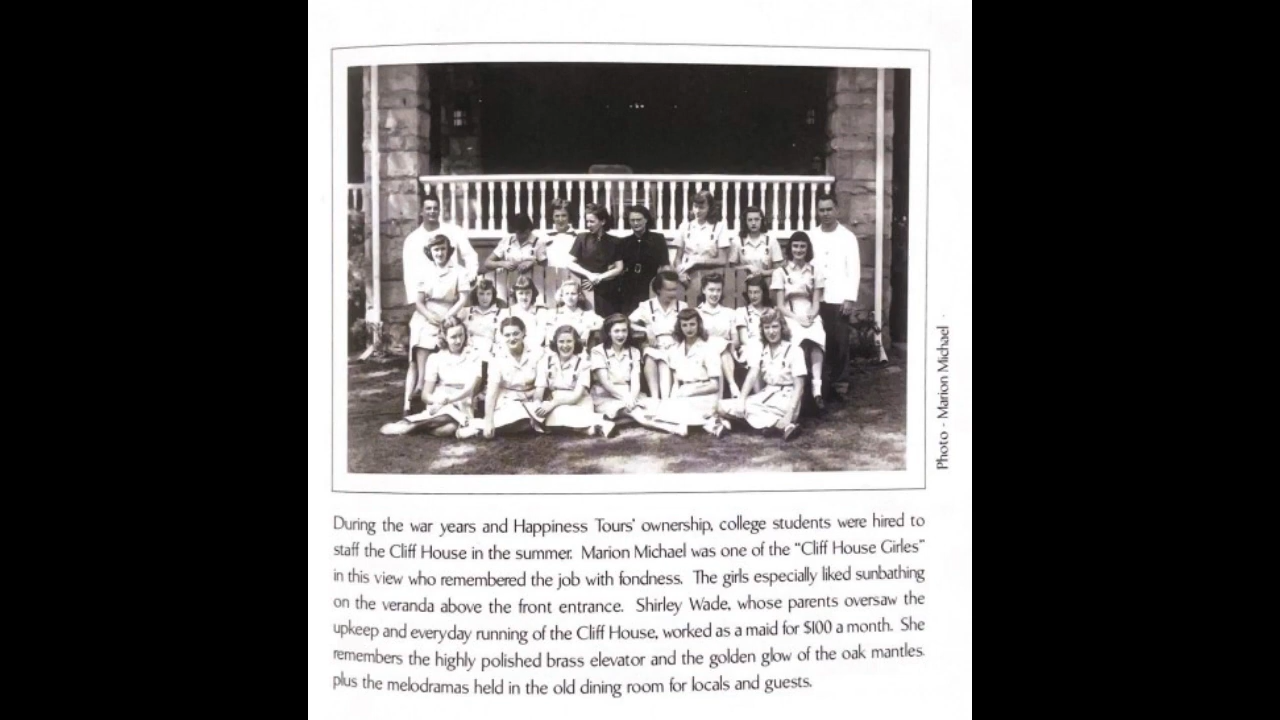 Photo - Marion Michael
During the war years and Happiness Tours' ownership, college students were hired to
staff the Cliff House in the summer. Marion Michael was one of the "Cliff House Girles"
in this view who remembered the job with fondness. The girls especially liked sunbathing
on the veranda above the front entrance. Shirley Wade, whose parents oversaw the
upkeep and everyday running of the Cliff House, worked as a maid for $100 a month. She
remembers the highly polished brass elevator and the golden glow of the oak mantles,
plus the melodramas held in the old dining room for locals and guests.